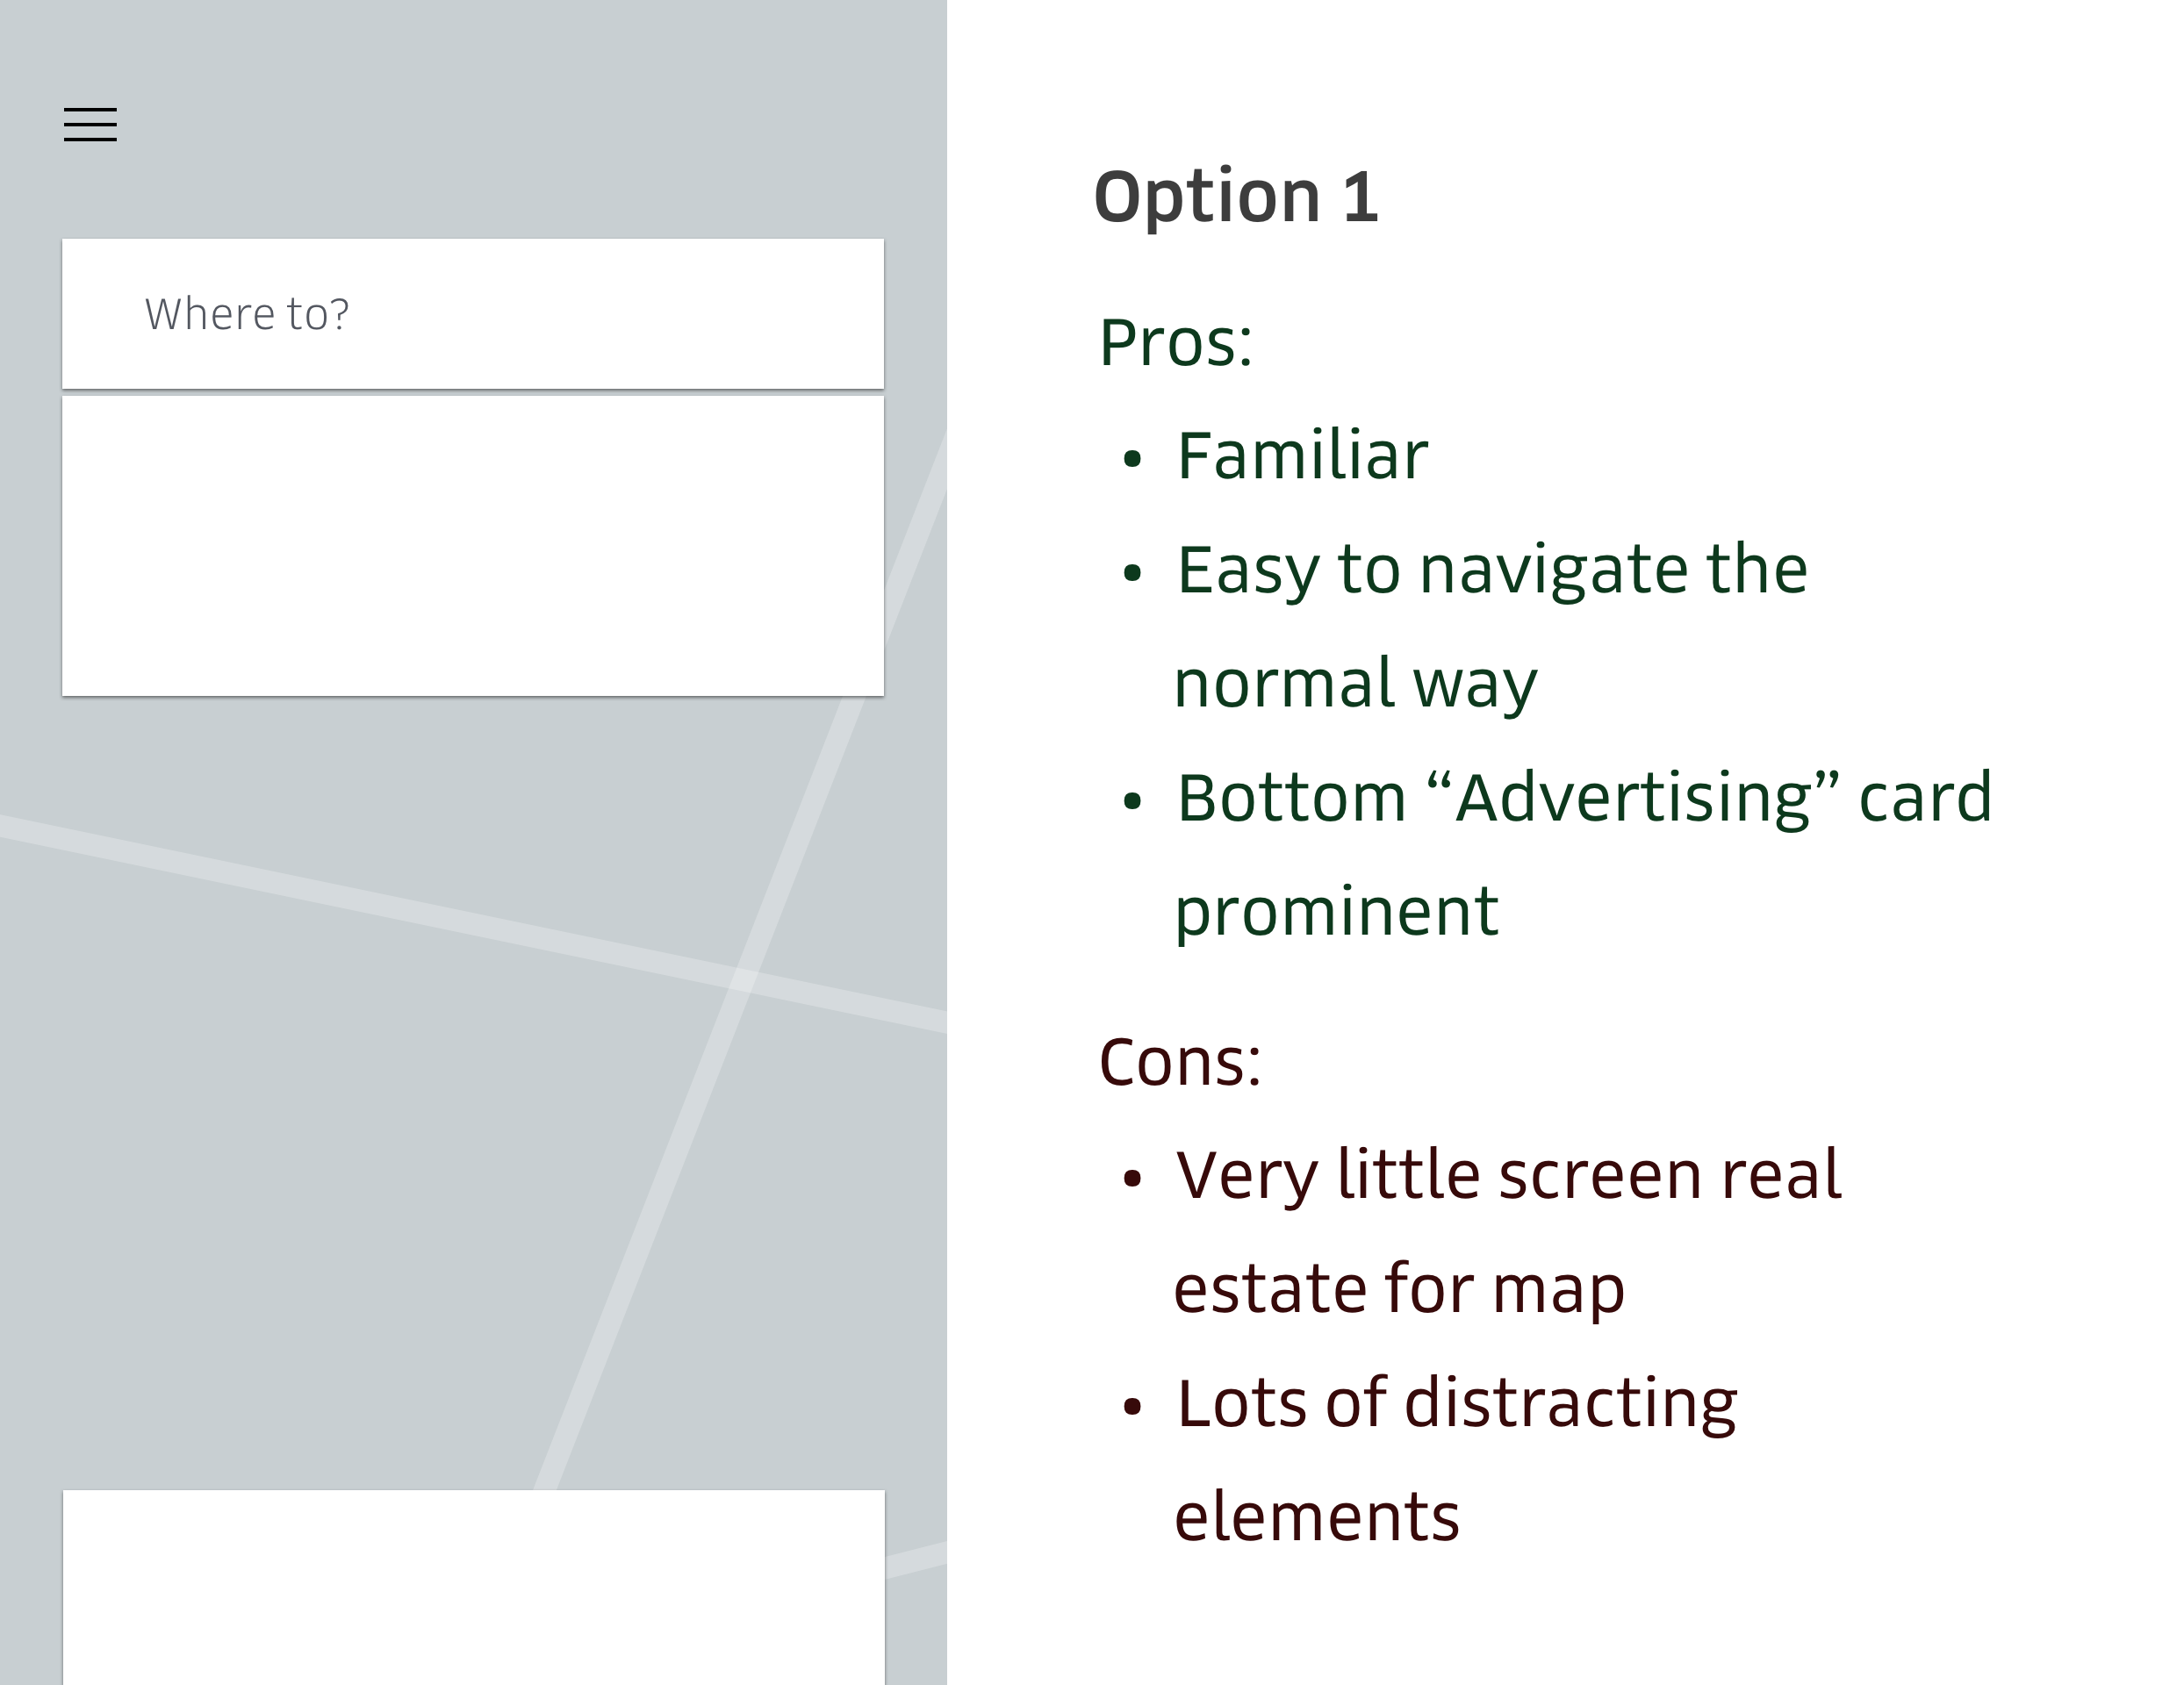 Where to?
Option 1
Pros:
• Familiar
• Easy to navigate the
normal way
• Bottom “Advertising” card
prominent
Cons:
• Very little screen real
estate for map
• Lots of distracting
elements